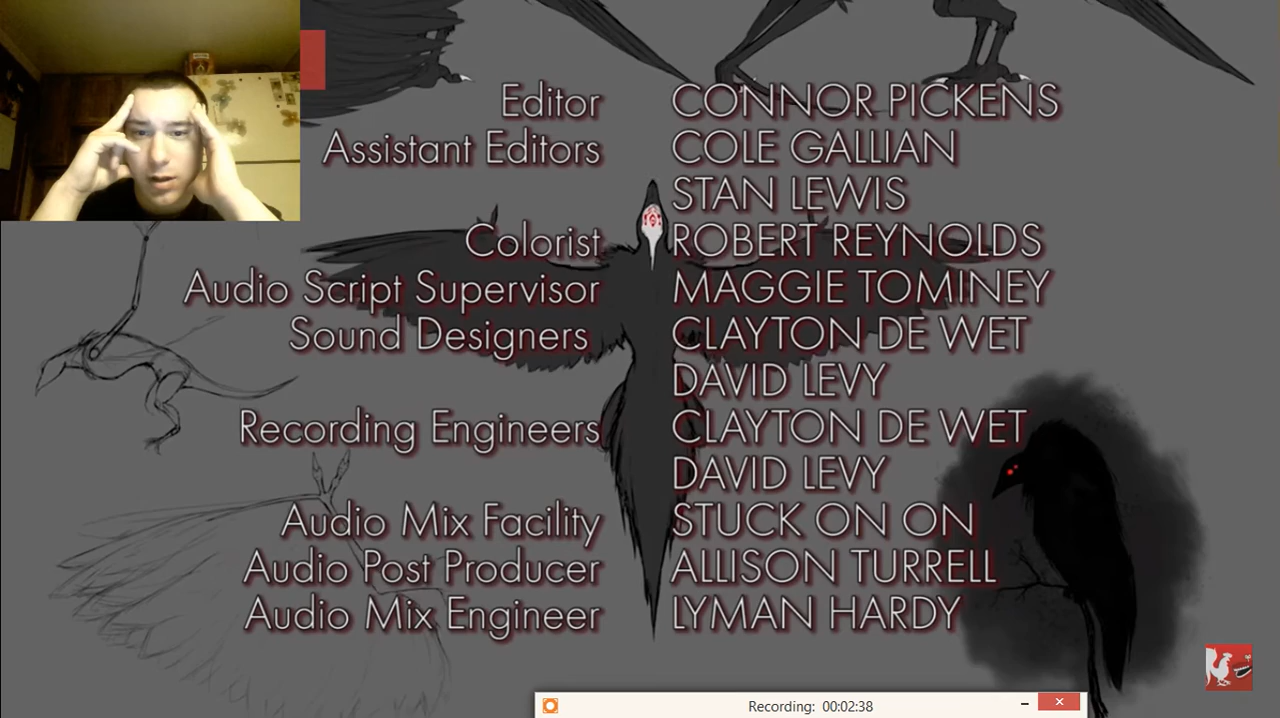 Editor CONNOR PICKENS
Assistant Editors COLE GALLIAN
STAN LEWIS
Colorist ROBERT REYNOLDS
Audio Script Supervisor MAGGIE TOMINEY
Sound Designers CLAYTON DE WET
DAVID LEVY
Recording Engineers CLAYTON DE WET
DAVID LEVY
Audio Mix Facility STUCK ON ON
Audio Post Producer ALLISON TURRELL
Audio Mix Engineer LYMAN HARDY
Recording: 00:02:38